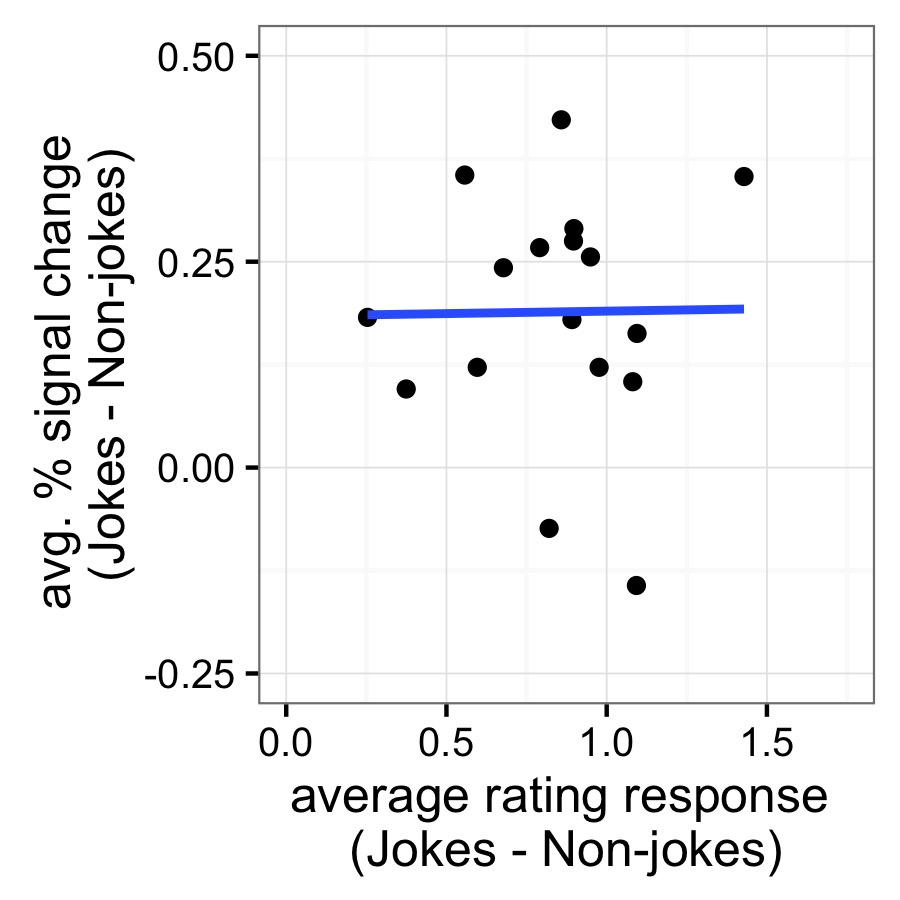 avg. % signal change
(Jokes - Non-jokes)
0.50
0.25
0.00
-0.25
0.0 0.5 1.0 1.5
average rating response
(Jokes - Non-jokes)